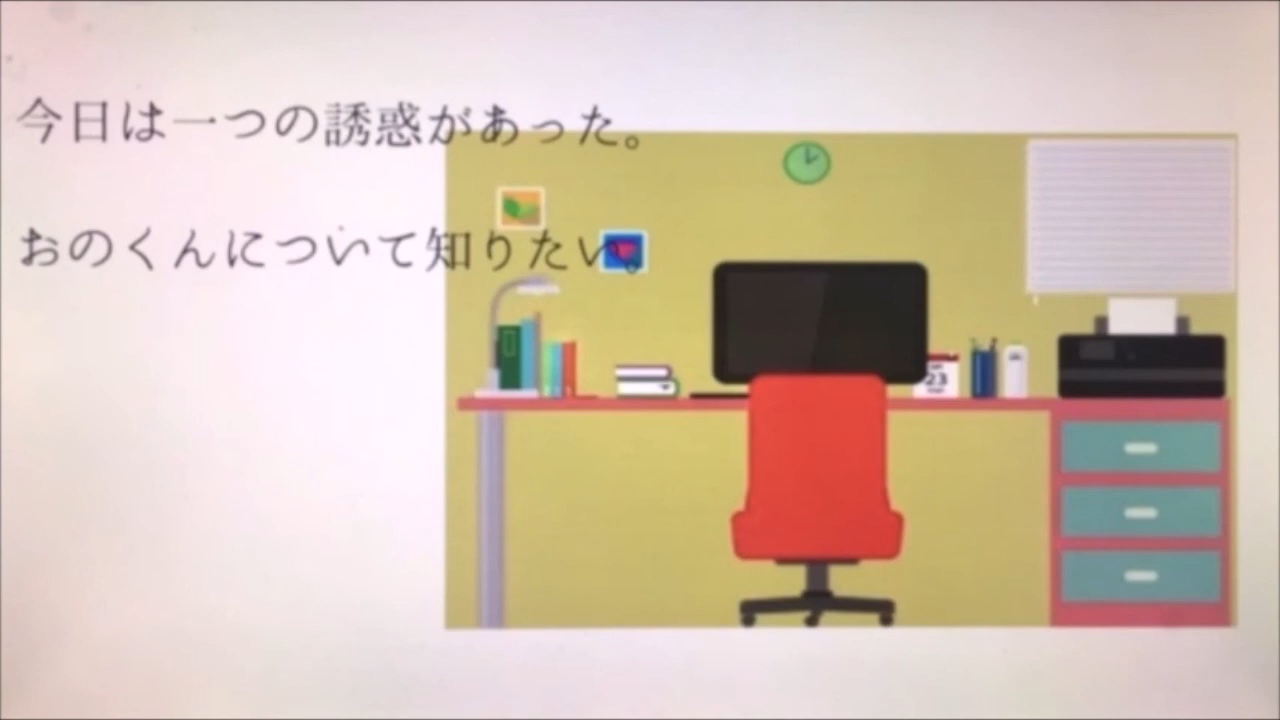 今日は一つの誘惑があった。
おのくんについて知りたい。
23